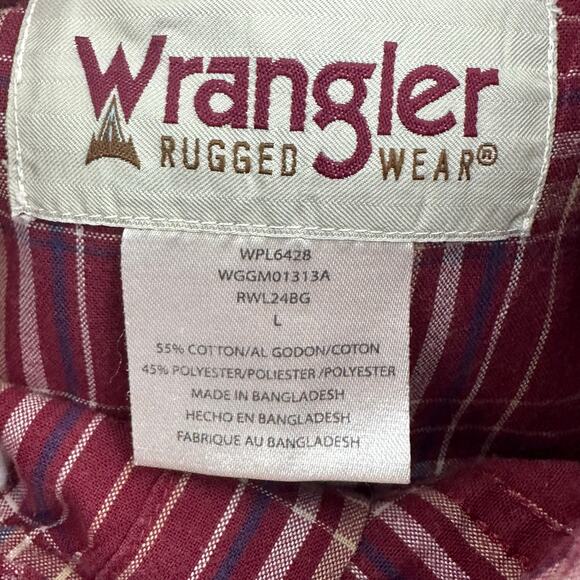 Wrangler
RUGGED WEAR®
WPL6428
WGGM01313A
RWL24BG
L
55% COTTON/AL GODON/COTON
45% POLYESTER/POLIESTER/POLYESTER
MADE IN BANGLADESH
HECHO EN BANGLADESH
FABRIQUE AU BANGLADESH